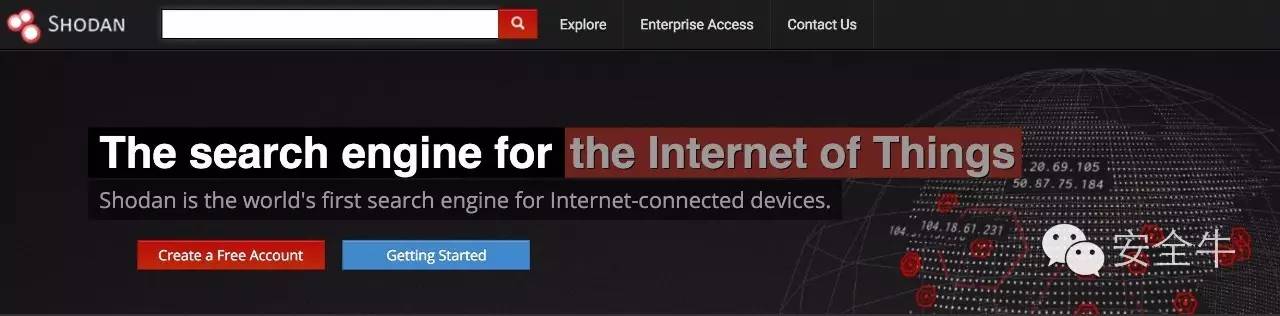 SHODAN
Explore
Enterprise Access
Contact Us
The search engine for the Internet of Things
Shodan is the world's first search engine for Internet-connected devices.
Create a Free Account
Getting Started
.20.69.105
50.87.75.184
104.18.61.231
104.
安全牛